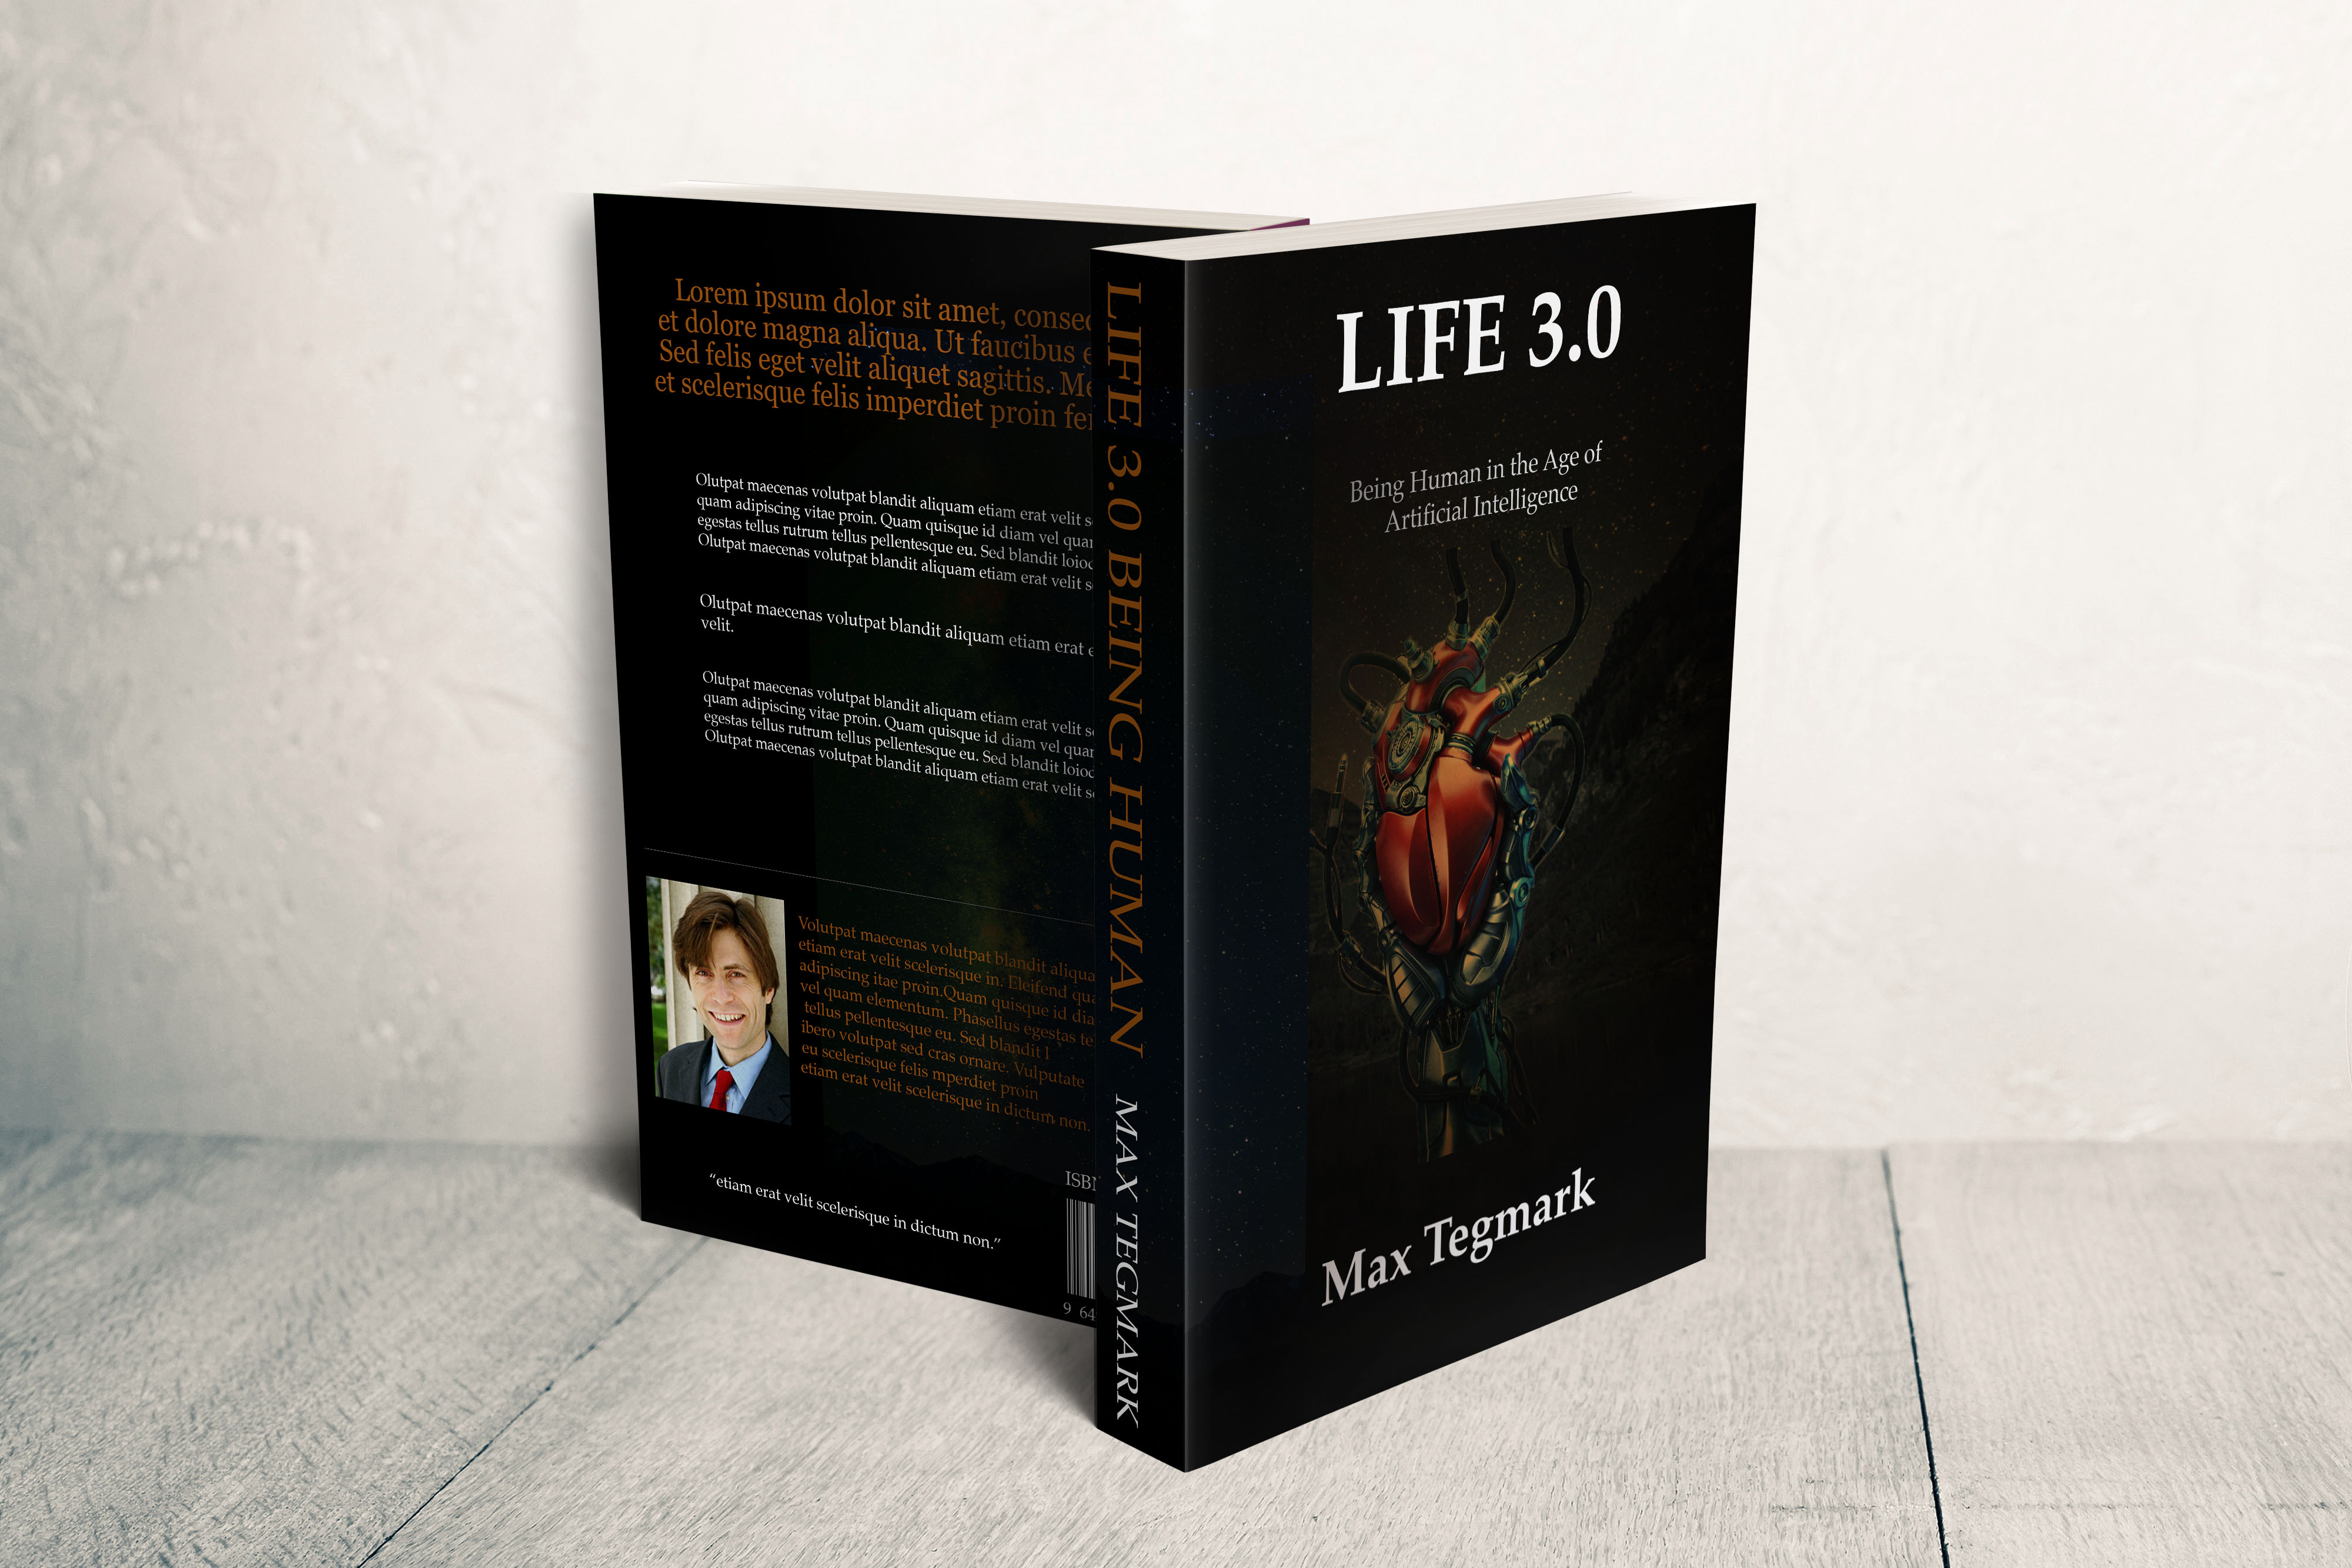 Lorem ipsum dolor sit amet, consec
et dolore magna aliqua. Ut faucibus e
Sed felis eget velit aliquet sagittis. Me
et scelerisque felis imperdiet proin fer
Olutpat maecenas volutpat blandit aliquam etiam erat velit s
quam adipiscing vitae proin. Quam quisque id diam vel quan
egestas tellus rutrum tellus pellentesque eu. Sed blandit loioc
Olutpat maecenas volutpat blandit aliquam etiam erat velit s
Olutpat maecenas volutpat blandit aliquam etiam erat e
velit.
Olutpat maecenas volutpat blandit aliquam etiam erat velit s
quam adipiscing vitae proin. Quam quisque id diam vel quan
egestas tellus rutrum tellus pellentesque eu. Sed blandit loioc
Olutpat maecenas volutpat blandit aliquam etiam erat velit s
Volutpat maecenas volutpat blandit aliqua
etiam erat velit scelerisque in. Eleifend qua
adipiscing itae proin.Quam quisque id dia
vel quam elementum. Phasellus egestas te
tellus pellentesque eu. Sed blandit l
ibero volutpat sed cras ornare. Vulputate
eu scelerisque felis mperdiet proin
etiam erat velit scelerisque in dictum non.
“etiam erat velit scelerisque in dictum non.”
ISBN
9 64
LIFE 3.0 BEING HUMAN MAX TEGMARK
LIFE 3.0
Being Human in the Age of
Artificial Intelligence
Max Tegmark